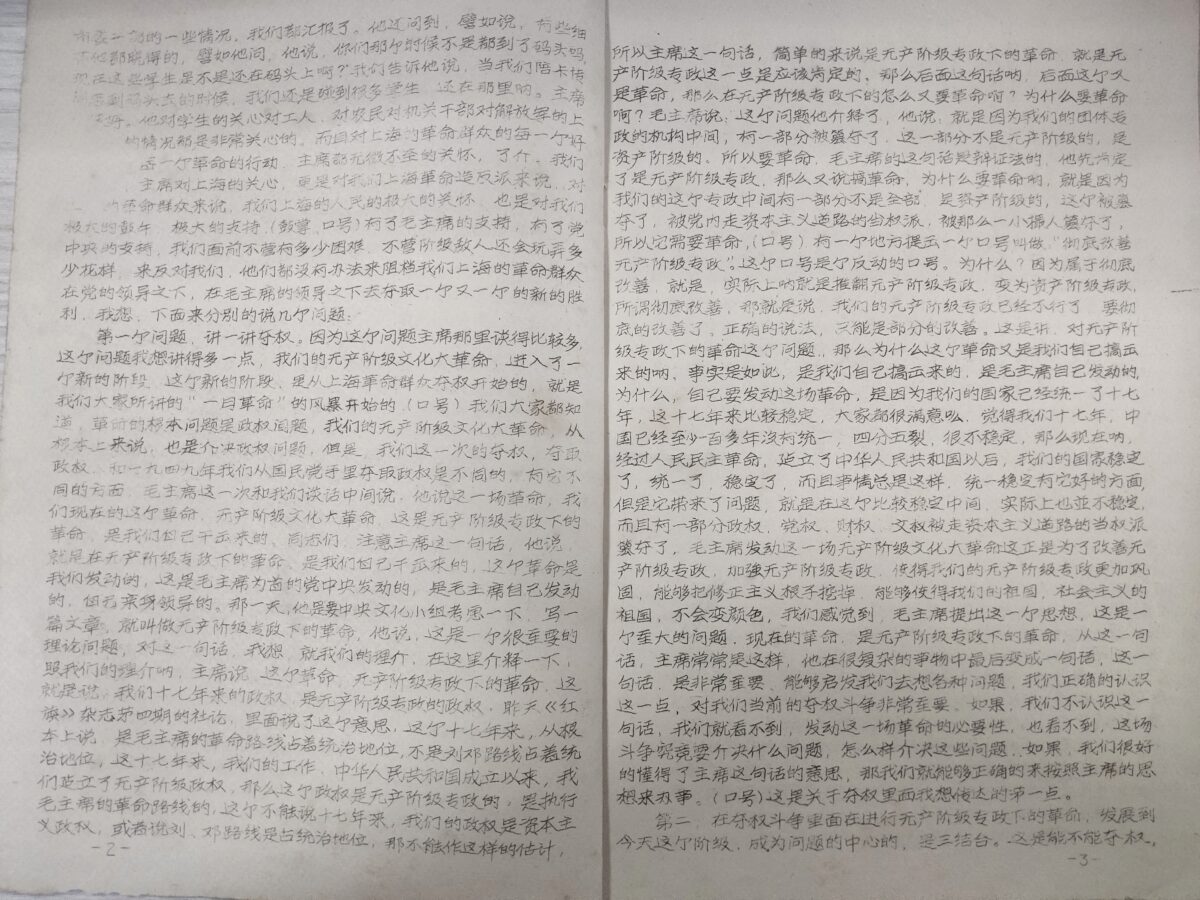 的一些情况，我们都汇报了。他还问到，譬如说，有些细
他都晓得的，譬如他问，他说，你们那个时候不是都到了码头吗，
现在这些学生是不是还在码头上啊？我们告诉他说，当我们陪卡博
到码头去的时候，我们还是碰到很多学生，还在那里呐。主席
他对学生的关心对工人、对农民对机关干部对解放军的上
的情况都是非常关心的。而且对上海的革命群众的每一个好
一个革命的行动，主席都无微不至的关怀，了介。我们
主席对上海的关心，更是对我们上海革命造反派来说，对
革命群众来说，我们上海的人民的极大的关怀，也是对我们
极大的鼓午，极大的支持，（鼓掌，口号）有了毛主席的支持，有了党
中央的支持，我们面前不管有多少困难，不管阶级敌人还会玩弄多
少花样，来反对我们，他们都没有办法来阻档我们上海的革命群众
在党的领导之下，在毛主席的领导之下去夺取一个又一个的新的胜
利，我想，下面来分别的说几个问题：
第一个问题，讲一讲夺权。因为这个问题主席那里谈得比较多，
这个问题我想讲得多一点，我们的无产阶级文化大革命，进入了一
个新的阶段，这个新的阶段，是从上海革命群众夺权开始的，就是
我们大家所讲的“一月革命”的风暴开始的，（口号）我们大家都知
道，革命的根本问题是政权问题，我们的无产阶级文化大革命，从
根本上来说，也是介决政权问题，但是，我们这一次的夺权，夺取
政权，和一九四九年我们从国民党手里夺取政权是不同的，有它不
同的方面，毛主席这一次和我们谈话中间说，他说这一场革命，我
们现在的这个革命，无产阶级文化大革命，这是无产阶级专政下的
革命，是我们自己干出来的，同志们，注意主席这一句话，他说，
就是在无产阶级专政下的革命，是我们自己干出来的，这个革命是
我们发动的，这是毛主席为首的党中央发动的，是毛主席自己发动
的，但元亲身领导的。那一天，他是要中央文化小组考虑一下，写一
篇文章，就叫做无产阶级专政下的革命，他说，这是一个很重要的
理论问题，对这一句话，我想，就我们的理介，在这里介释一下，
照我们的理介呐，主席说，这个革命，无产阶级专政下的革命，这
就是说，我们十七年来的政权，是无产阶级专政的政权，昨天《红
旗》杂志苐四期的社论，里面说了这个意思，这个十七年来，从根
本上说，是毛主席的革命路线占着统治地位，不是刘邓路线占着统
治地位，这十七年来，我们的工作，中华人民共和国成立以来，我
们建立了无产阶级政权，那么这个政权是无产阶级专政的，是执行
毛主席的革命路线的，这个不能说十七年来，我们的政权是资本主
义政权，或者说刘、邓路线是占统治地位，那不能作这样的估计，
-2-
所以主席这一句话，简单的来说是无产阶级专政下的革命，就是无
产阶级专政这一点是应该肯定的，那么后面这句话呐，后面这个又
是革命，那么在无产阶级专政下的怎么又要革命啊？为什么要革命
啊？毛主席说：这个问题他介释了，他说：就是因为我们的团体专
政的机构中间，有一部分被篡夺了，这一部分不是无产阶级的，是
资产阶级的。所以要革命，毛主席的这句话是辩证法的，他先肯定
了是无产阶级专政，那么又说搞革命，为什么要革命呐，就是因为
我们的这个专政中间有一部分不是全部，是资产阶级的，这个被篡
夺了，被党内走资本主义道路的当权派，被那么一小撮人篡夺了，
所以它需要革命，（口号）有一个地方提出一个口号叫做，“彻底改善
无产阶级专政”。这个口号是个反动的口号。为什么？因为属于彻底
改善，就是，实际上呐就是推翻无产阶级专政，变为资产阶级专政，
所谓彻底改善，那就是说，我们的无产阶级专政已经不行了，要彻
底的改善了。正确的说法，只能是部分的改善。这是讲，对无产阶
级专政下的革命这个问题，那么为什么这个革命又是我们自己搞出
来的呐，事实是如此，是我们自己搞出来的，是毛主席自己发动的，
为什么，自己要发动这场革命，是因为我们的国家已经统一了十七
年，这十七年来比较稳定，大家都很满意么，觉得我们十七年，中
国已经至少一百多年没有统一，四分五裂，很不稳定，那么现在呐，
经过人民民主革命，建立了中华人民共和国以后，我们的国家稳定
了，统一了，稳定了，而且事情总是这样，统一稳定有它好的方面，
但是它带来了问题，就是在这个比较稳定中间，实际上也並不稳定，
而且有一部分政权，党权，财权，文权被走资本主义道路的当权派
篡夺了，毛主席发动这一场无产阶级文化大革命这正是为了改善无
产阶级专政，加强无产阶级专政，使得我们的无产阶级专政更加巩
固，能够把修正主义根子挖掉，能够使得我们的祖国，社会主义的
祖国，不会变颜色，我们感觉到，毛主席提出这一个思想，这是一
个重大的问题，现在的革命，是无产阶级专政下的革命，从这一句
话，主席常常是这样，他在很复杂的事物中最后变成一句话，这一
句话，是非常重要，能够启发我们去想各种问题，我们正确的认识
这一点，对我们当前的夺权斗争非常重要，如果，我们不认识这一
句话，我们就看不到，发动这一场革命的必要性，也看不到，这场
斗争究竟要介决什么问题，怎么样介决这些问题，如果，我们很好
的懂得了主席这句话的意思，那我们就能够正确的来按照主席的思
想来办事。（口号）这是关于夺权里面我想传达的第一点。
第二，在夺权斗争里面在进行无产阶级专政下的革命，发展到
今天这个阶级，成为问题的中心的，是三结合。这是能不能夺权，
-3-